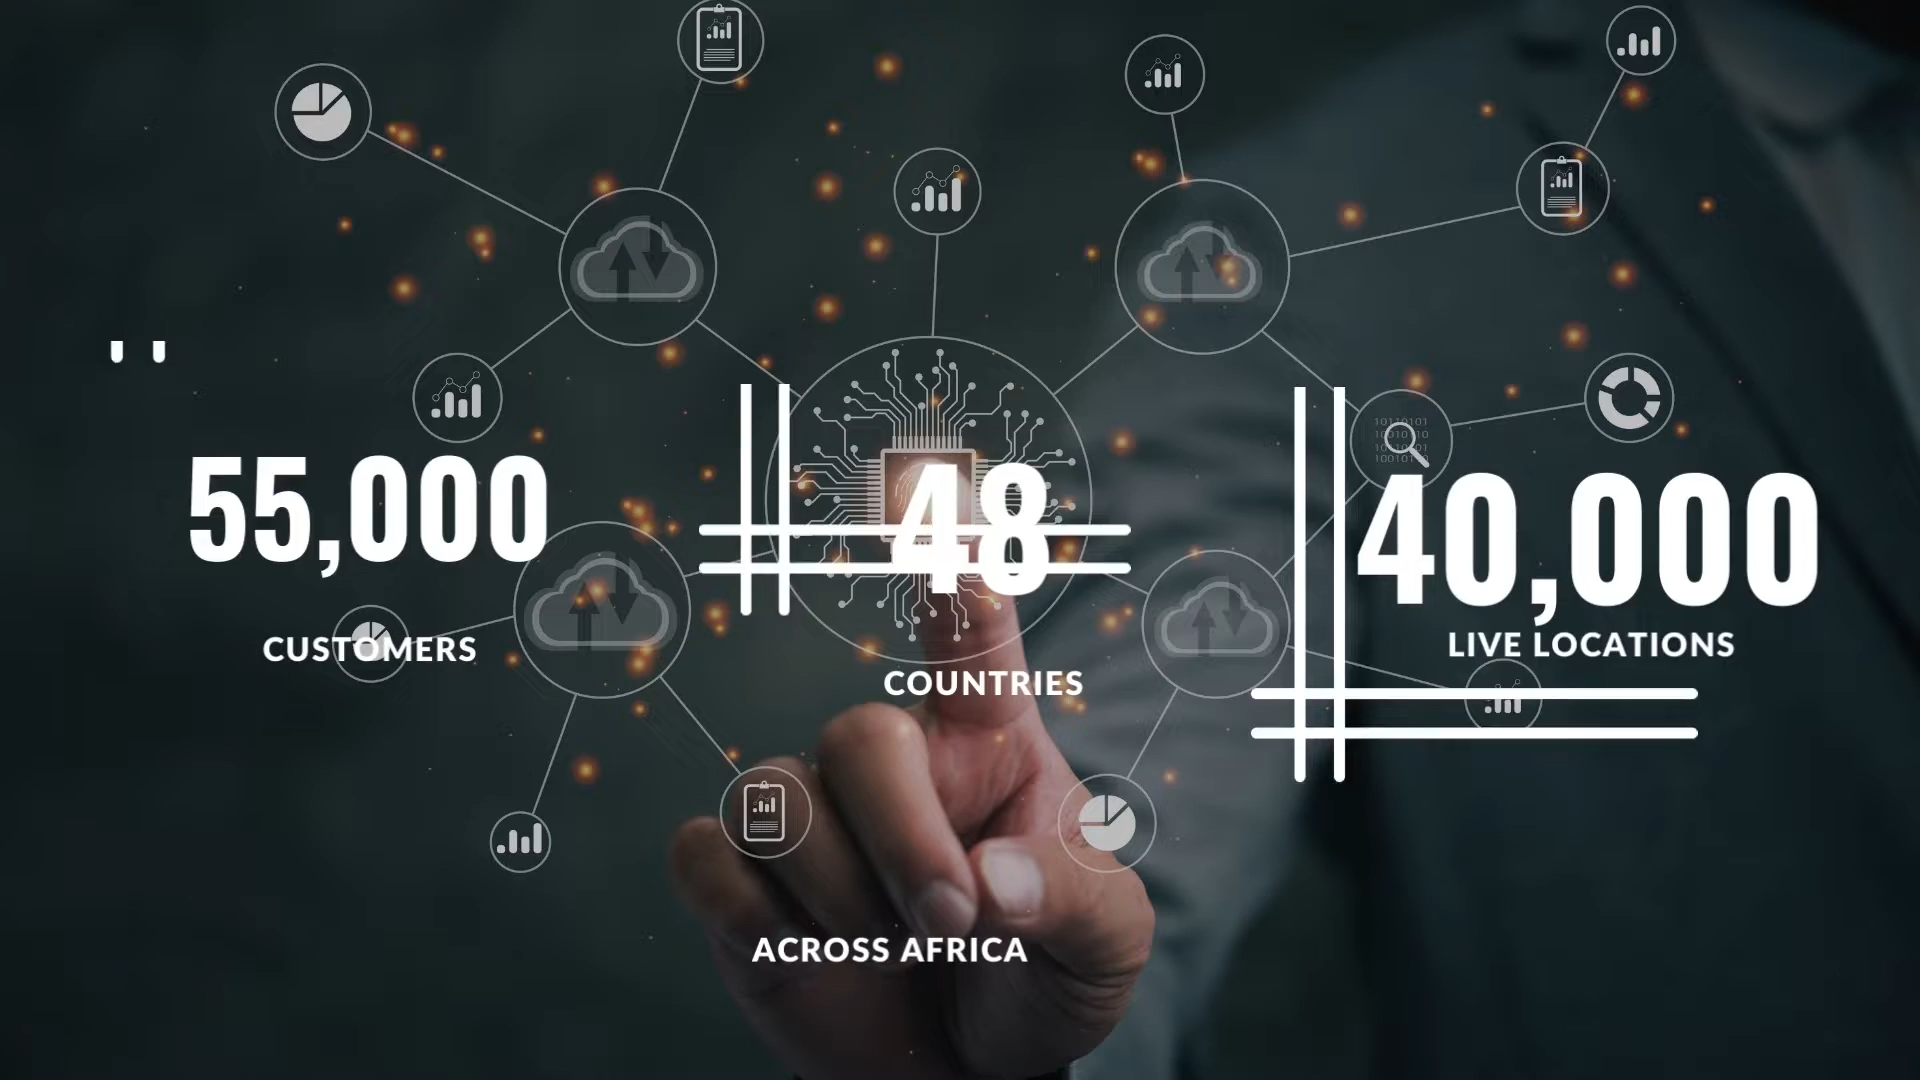 55,000
CUSTOMERS
48
COUNTRIES
40,000
LIVE LOCATIONS
ACROSS AFRICA